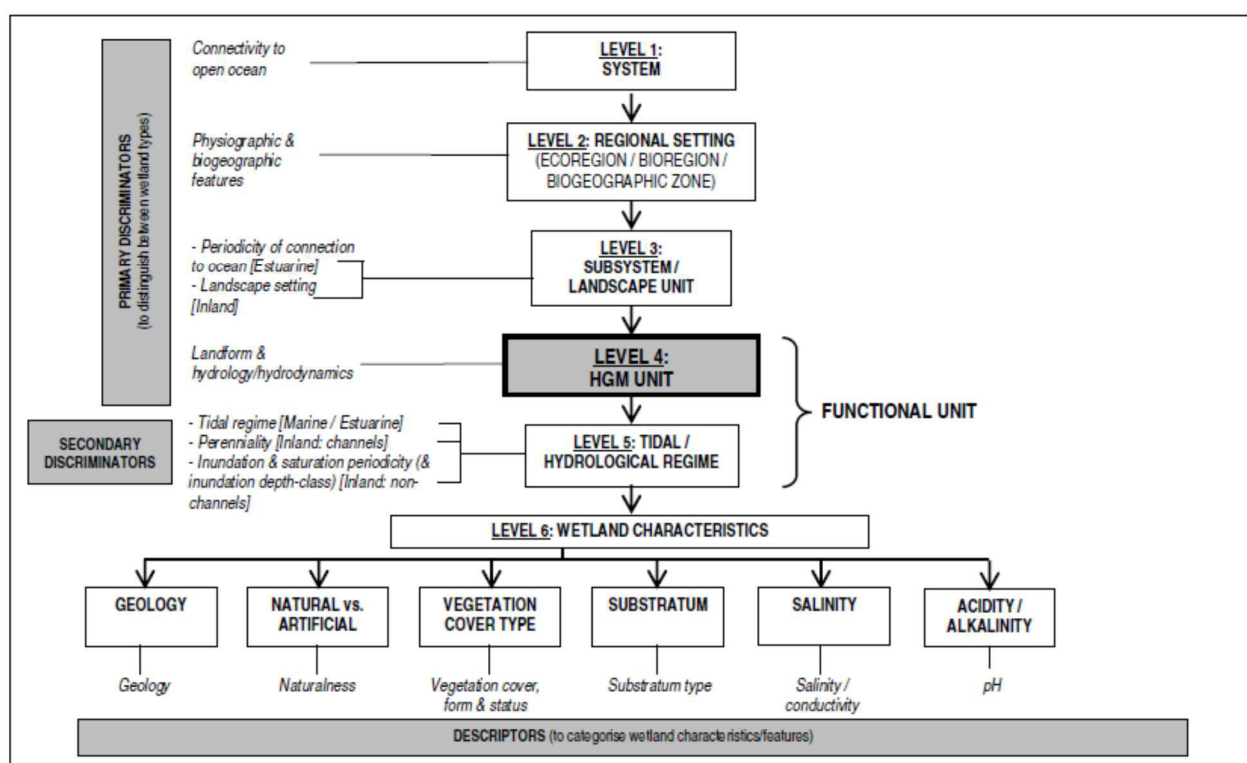 PRIMARY DISCRIMINATORS
(to distinguish between wetland types)
Connectivity to
open ocean
LEVEL 1:
SYSTEM
Physiographic &
biogeographic
features
LEVEL 2: REGIONAL SETTING
(ECOREGION / BIOREGION /
BIOGEOGRAPHIC ZONE)
- Periodicity of connection
to ocean [Estuarine]
- Landscape setting
[Inland]
LEVEL 3:
SUBSYSTEM /
LANDSCAPE UNIT
Landform &
hydrology/hydrodynamics
LEVEL 4:
HGM UNIT
FUNCTIONAL UNIT
SECONDARY
DISCRIMINATORS
- Tidal regime [Marine / Estuarine]
- Perenniality [Inland: channels]
- Inundation & saturation periodicity (&
inundation depth-class) [Inland: non-
channels]
LEVEL 5: TIDAL /
HYDROLOGICAL REGIME
LEVEL 6: WETLAND CHARACTERISTICS
GEOLOGY
NATURAL vs.
ARTIFICIAL
VEGETATION
COVER TYPE
SUBSTRATUM
SALINITY
ACIDITY /
ALKALINITY
Geology
Naturalness
Vegetation cover,
form & status
Substratum type
Salinity /
conductivity
pH
DESCRIPTORS (to categorise wetland characteristics/features)